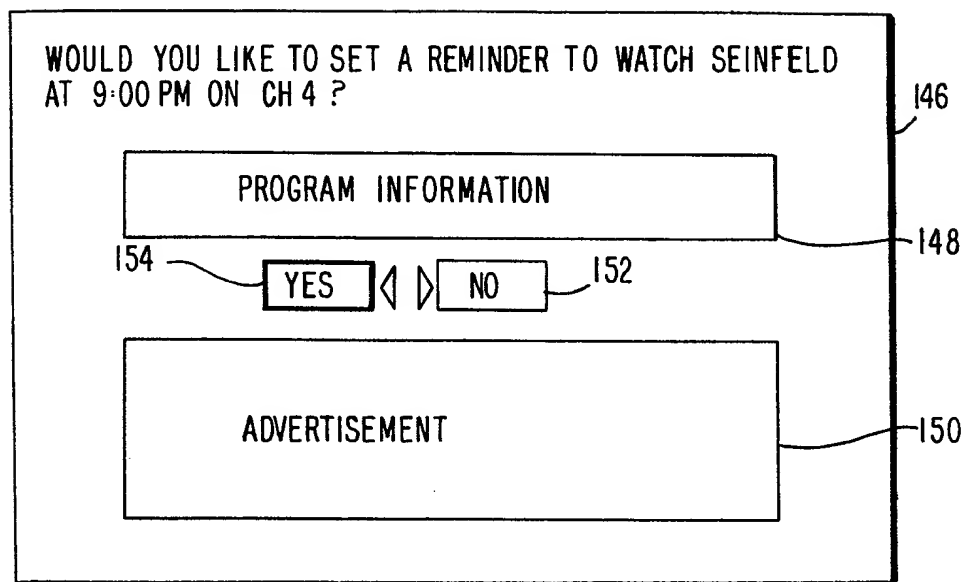 WOULD YOU LIKE TO SET A REMINDER TO WATCH SEINFELD
AT 9:00 PM ON CH 4 ?
146
PROGRAM INFORMATION
148
154
YES
NO
152
ADVERTISEMENT
150